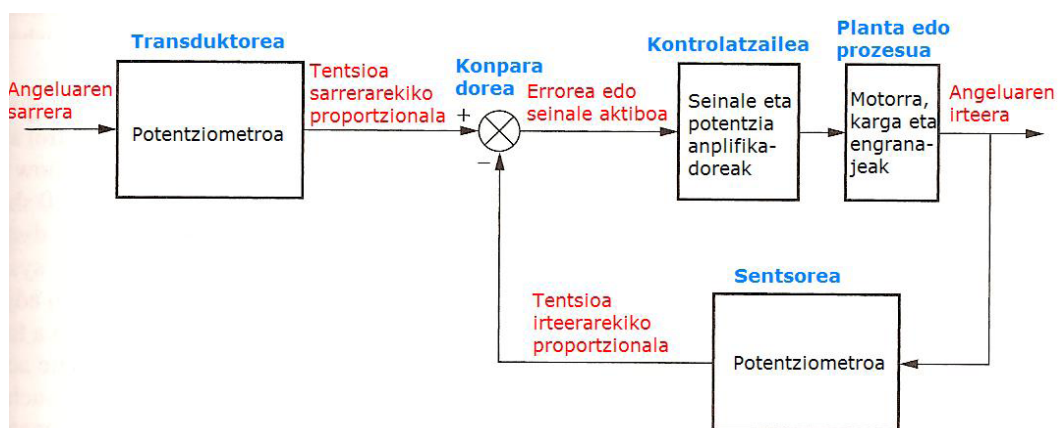 Transduktorea
Angeluaren
sarrera
Potentziometroa
Tentsioa
sarrerarekiko
proportzionala
Konpara
dorea
+
−
Errorea edo
seinale aktiboa
Kontrolatzailea
Seinale eta
potentzia
anplifika-
doreak
Planta edo
prozesua
Motorra,
karga eta
engrana-
jeak
Angeluaren
irteera
Sentsorea
Potentziometroa
Tentsioa
irteerarekiko
proportzionala